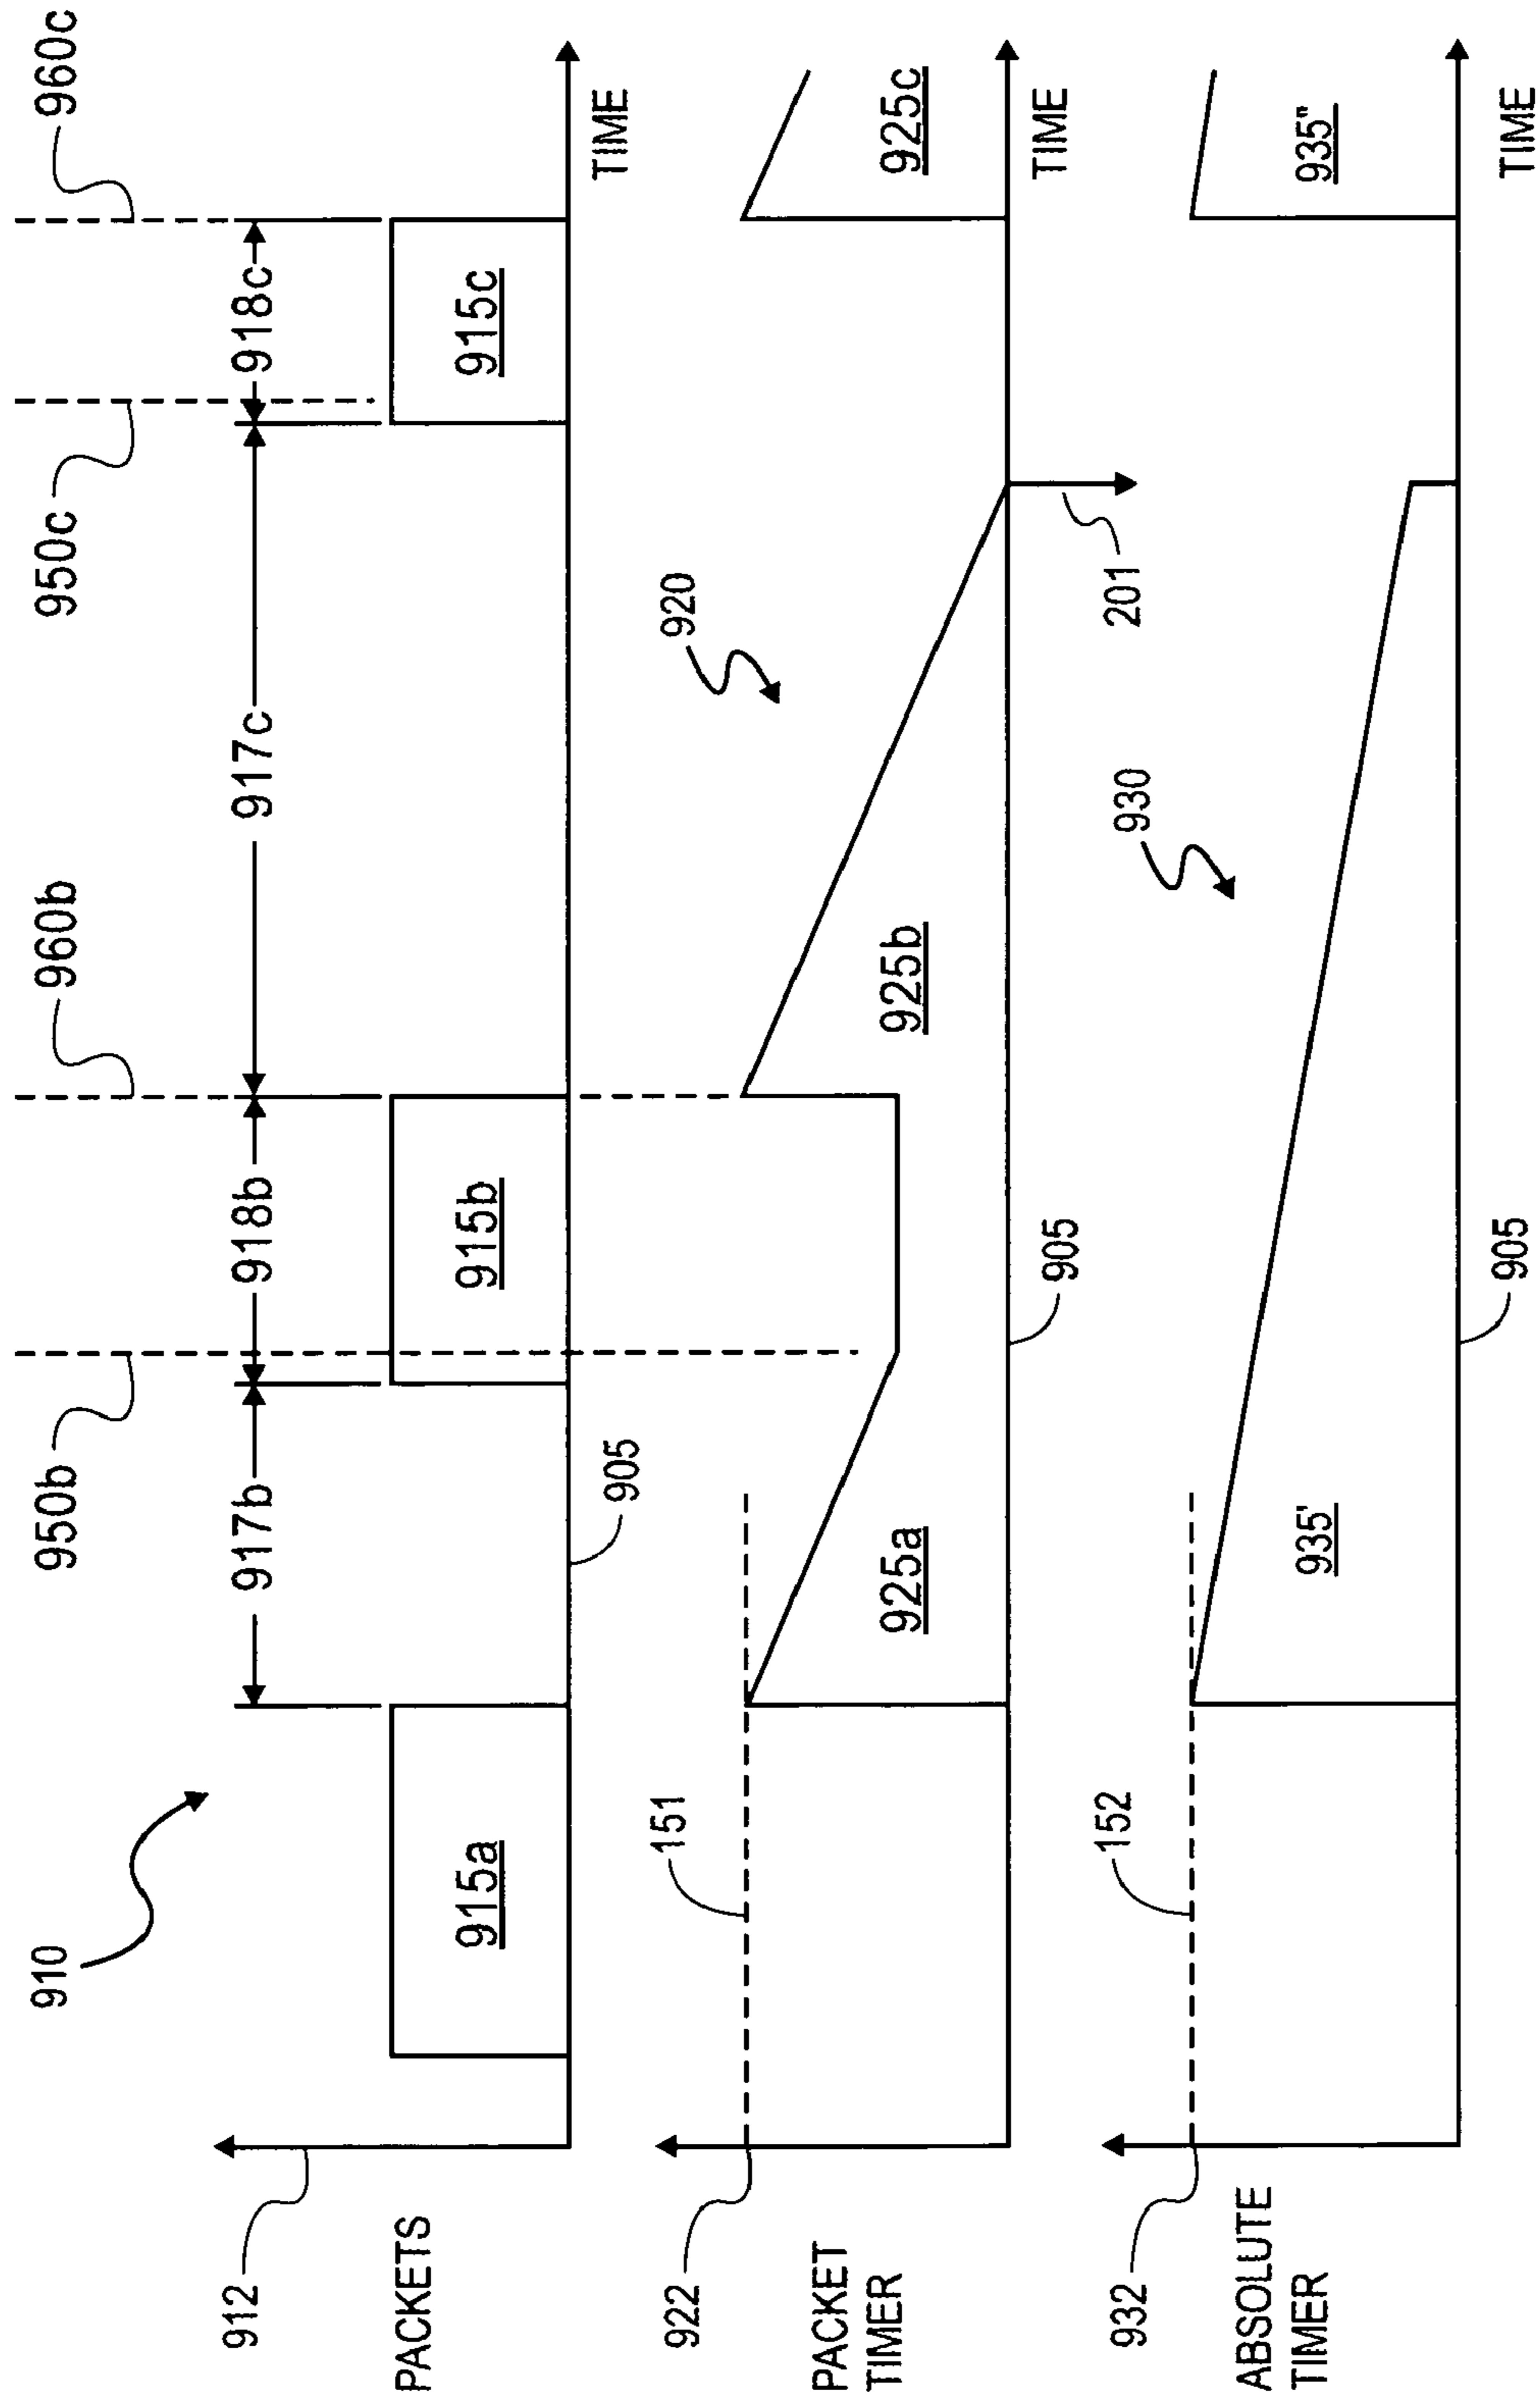 910
950b
960b
950c
960c
912
917b
918b
917c
918c
PACKETS
915a
915b
915c
905
TIME
922
151
920
PACKET
TIMER
925a
925b
925c
905
201
TIME
932
152
930
ABSOLUTE
TIMER
935'
935"
905
TIME